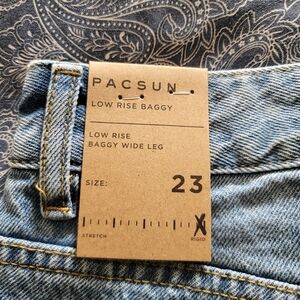 PACSUN
LOW RISE BAGGY
LOW RISE
BAGGY WIDE LEG
SIZE: 23
STRETCH RIGID